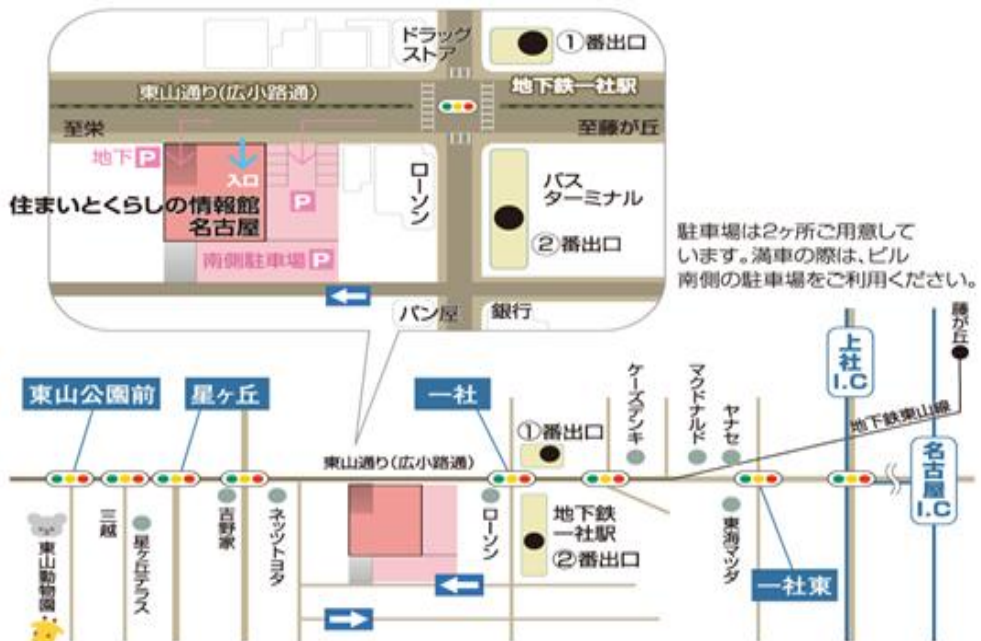 ドラッグ
ストア
①番出口
東山通り(広小路通)
地下鉄一社駅
至栄
至藤が丘
地下P
入口
住まいとくらしの情報館
名古屋
P
ローソン
バス
ターミナル
②番出口
南側駐車場P
パン屋
銀行
駐車場は2ヶ所ご用意して
います。満車の際は、ビル
南側の駐車場をご利用ください。
藤が丘
上社
I.C
東山公園前
星ヶ丘
一社
ケーズデンキ
マクドナルド
ヤナセ
地下鉄東山線
①番出口
東山通り(広小路通)
名古屋
I.C
東山動物園
三越
星ヶ丘テラス
吉野家
ネッツトヨタ
ローソン
地下鉄
一社駅
②番出口
東海マツダ
一社東